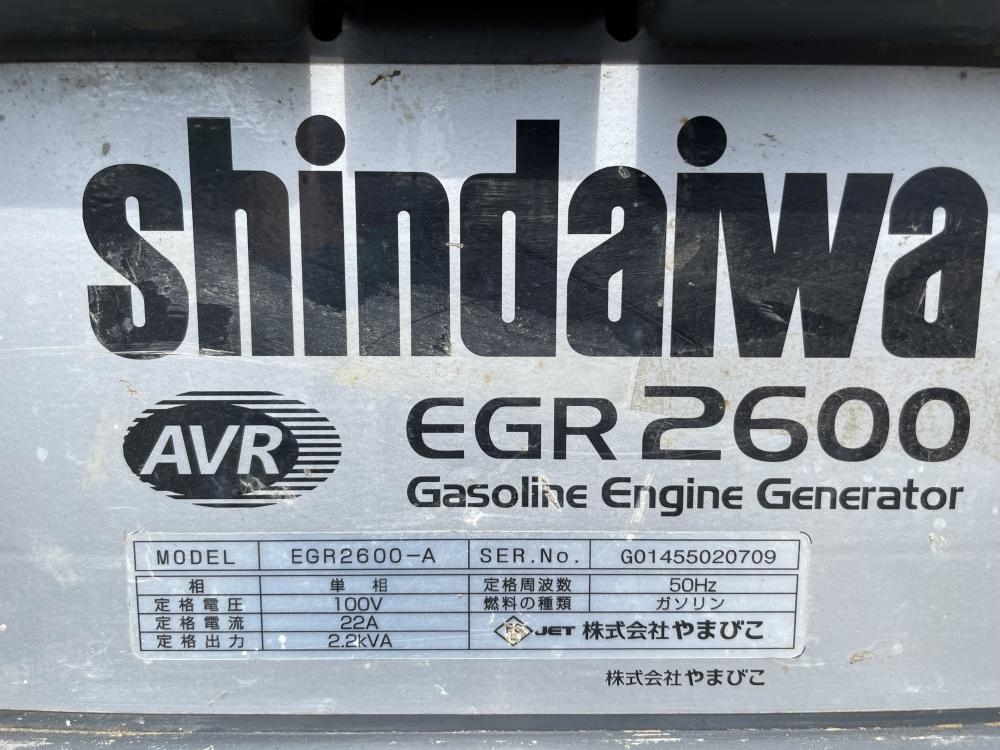 shindaiwa
AVR
EGR 2600
Gasoline Engine Generator
MODEL EGR2600-A SER.No. G01455020709
相 単相 定格周波数 50Hz
定格電圧 100V 燃料の種類 ガソリン
定格電流 22A
定格出力 2.2kVA
PS E JET 株式会社やまびこ
株式会社やまびこ